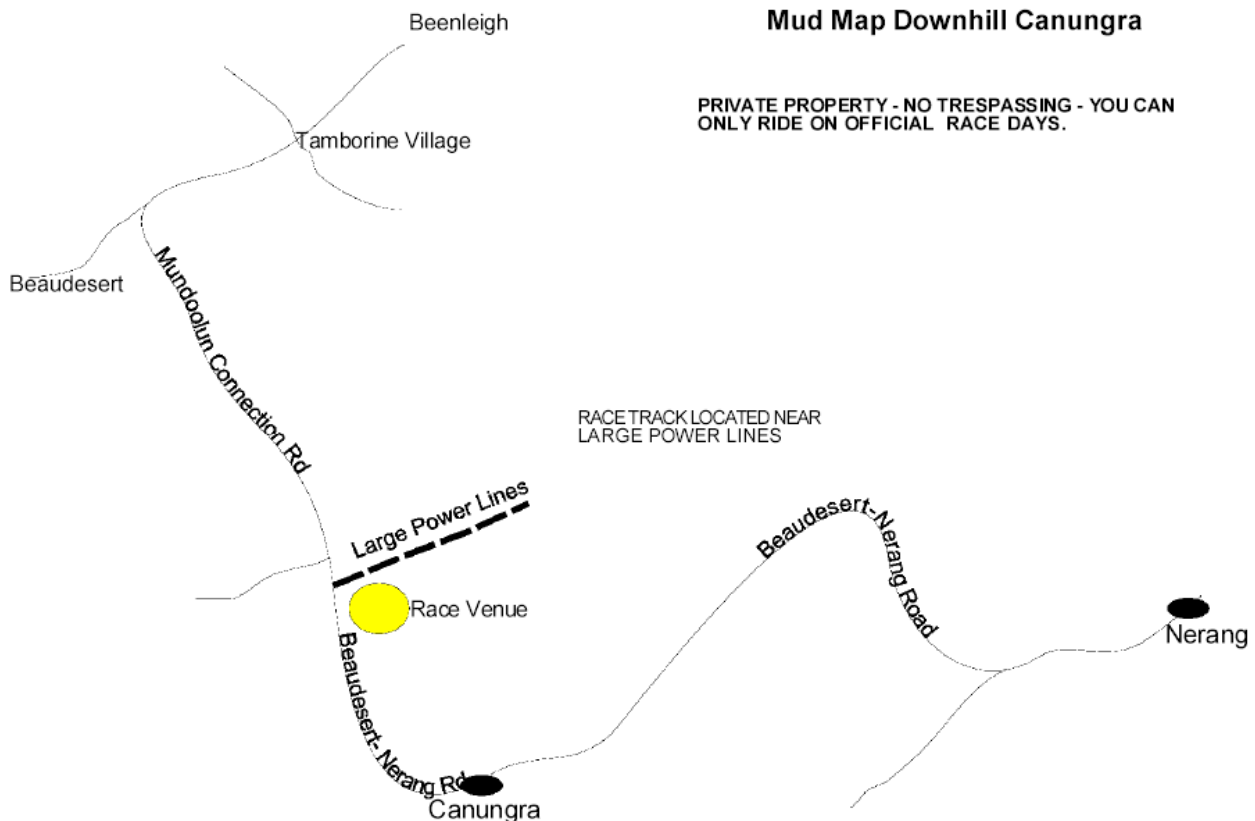 Mud Map Downhill Canungra
Beenleigh
PRIVATE PROPERTY - NO TRESPASSING - YOU CAN
ONLY RIDE ON OFFICIAL RACE DAYS.
Tamborine Village
Beaudesert
Mundoolun Connection Rd
RACE TRACK LOCATED NEAR
LARGE POWER LINES
Large Power Lines
Beaudesert-Nerang Road
Race Venue
Nerang
Beaudesert-Nerang Rd
Canungra